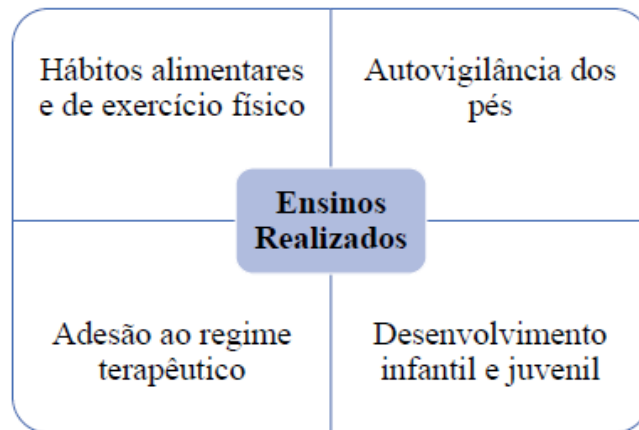 Hábitos alimentares
e de exercício físico
Autovigilância dos
pés
Ensinos
Realizados
Adesão ao regime
terapêutico
Desenvolvimento
infantil e juvenil